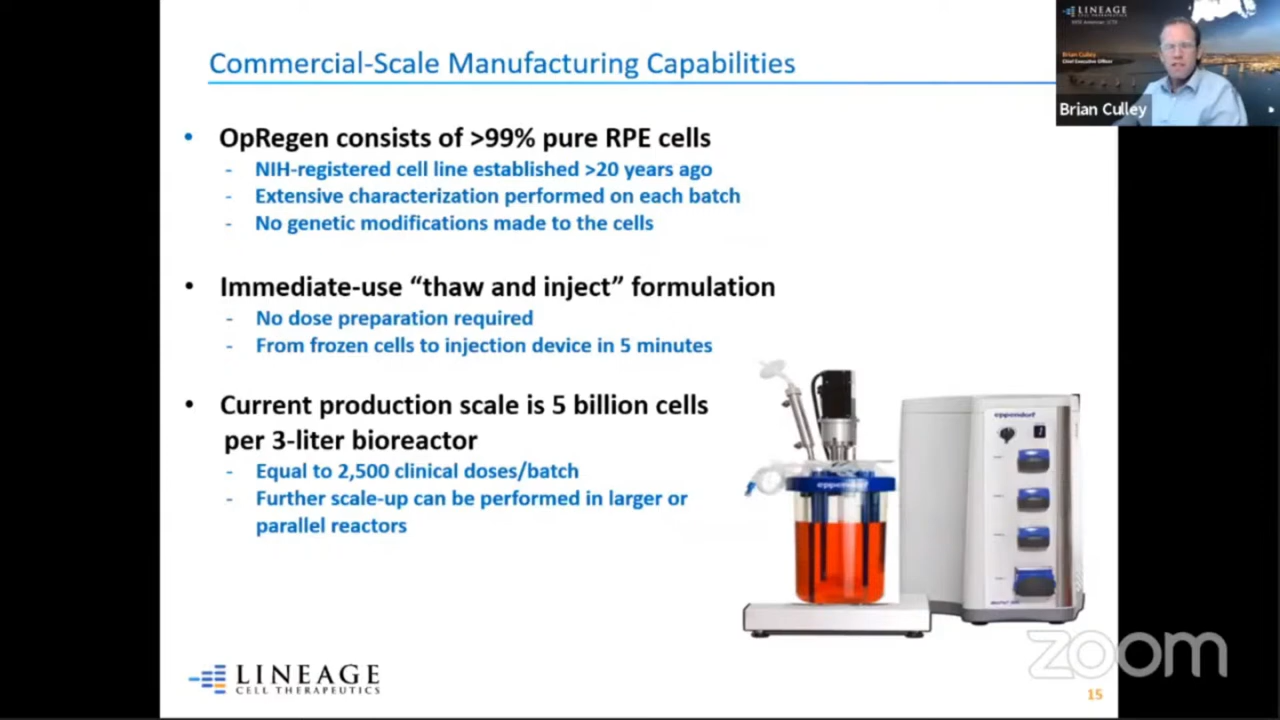 Commercial-Scale Manufacturing Capabilities
• OpRegen consists of >99% pure RPE cells
- NIH-registered cell line established >20 years ago
- Extensive characterization performed on each batch
- No genetic modifications made to the cells
• Immediate-use “thaw and inject” formulation
- No dose preparation required
- From frozen cells to injection device in 5 minutes
• Current production scale is 5 billion cells
per 3-liter bioreactor
- Equal to 2,500 clinical doses/batch
- Further scale-up can be performed in larger or
parallel reactors
LINEAGE
CELL THERAPEUTICS
15
LINEAGE
CELL THERAPEUTICS
Brian Culley
Chief Executive Officer
Brian Culley
eppendorf
eppendorf
zoom